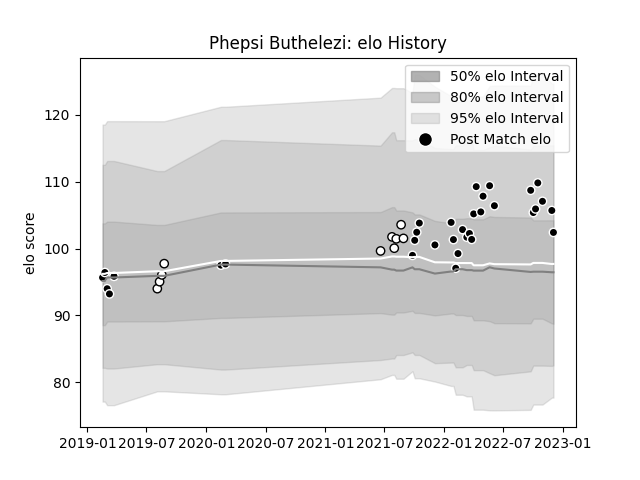 Phepsi Buthelezi: elo History
50% elo Interval
80% elo Interval
95% elo Interval
Post Match elo
elo score
120
110
100
90
80
2019-01 2019-07 2020-01 2020-07 2021-01 2021-07 2022-01 2022-07 2023-01